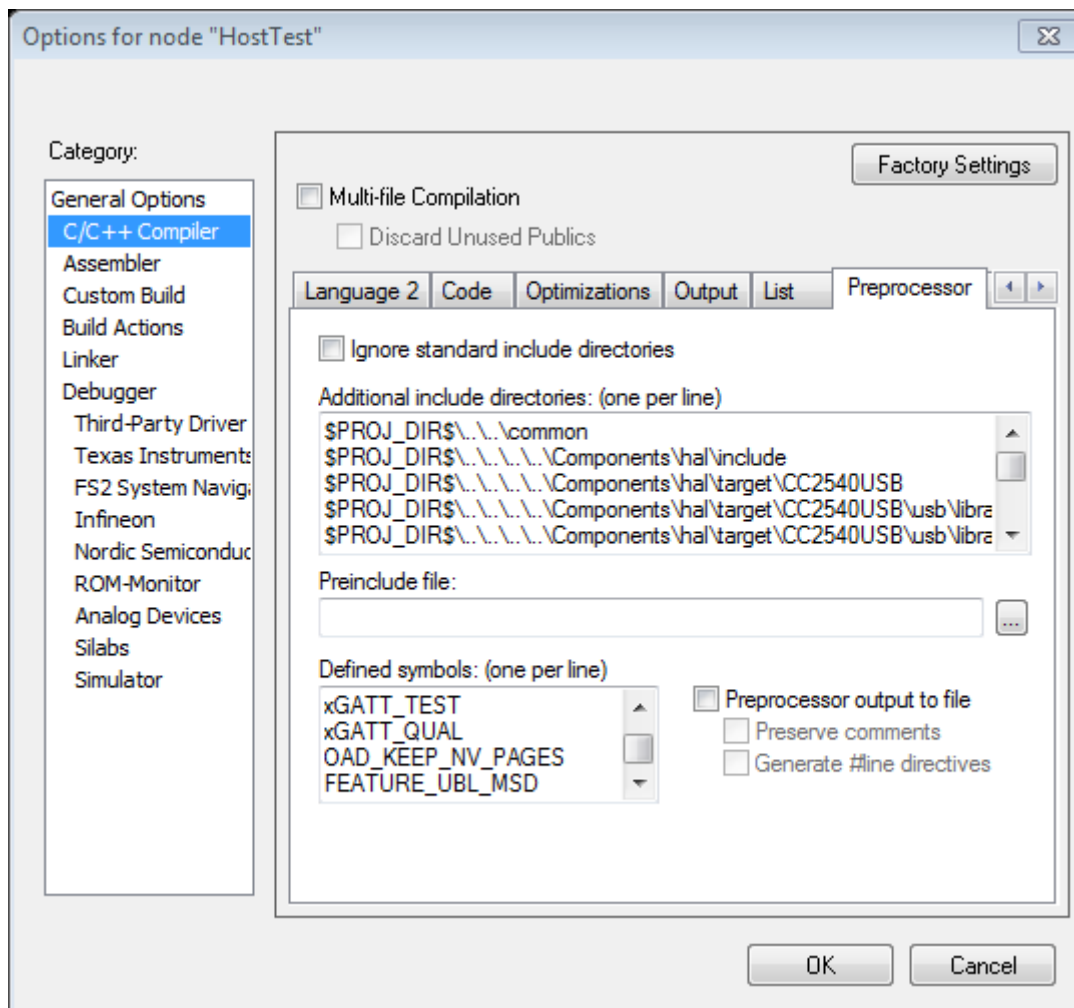 Options for node "HostTest"
Category:
General Options
C/C++ Compiler
Assembler
Custom Build
Build Actions
Linker
Debugger
Third-Party Driver
Texas Instruments
FS2 System Naviga
Infineon
Nordic Semiconduc
ROM-Monitor
Analog Devices
Silabs
Simulator
Factory Settings
Multi-file Compilation
Discard Unused Publics
Language 2 Code Optimizations Output List Preprocessor
Ignore standard include directories
Additional include directories: (one per line)
$PROJ_DIR$\..\..\common
$PROJ_DIR$\..\..\..\..\Components\hal\include
$PROJ_DIR$\..\..\..\..\Components\hal\target\CC2540USB
$PROJ_DIR$\..\..\..\..\Components\hal\target\CC2540USB\usb\libra
$PROJ_DIR$\..\..\..\..\Components\hal\target\CC2540USB\usb\libra
Preinclude file:
...
Defined symbols: (one per line)
xGATT_TEST
xGATT_QUAL
OAD_KEEP_NV_PAGES
FEATURE_UBL_MSD
Preprocessor output to file
Preserve comments
Generate #line directives
OK Cancel